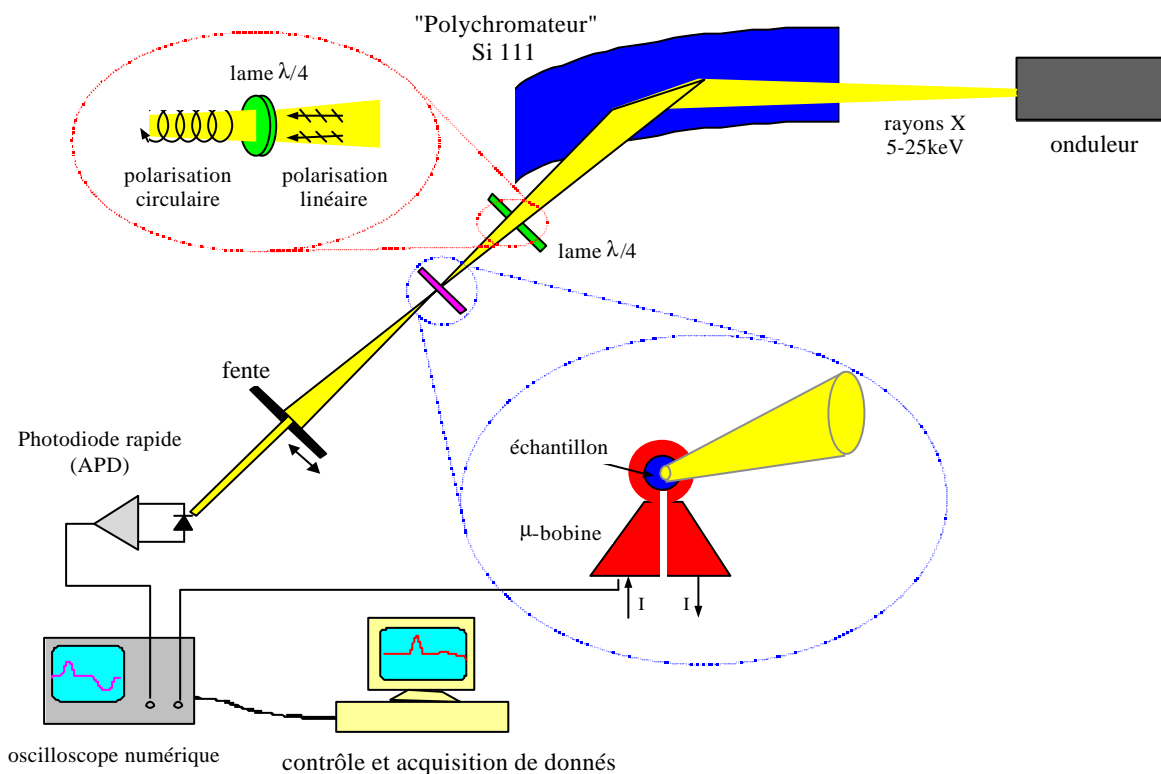 "Polychromateur"
Si 111
lame λ/4
polarisation
circulaire
polarisation
linéaire
rayons X
5-25keV
onduleur
lame λ/4
fente
Photodiode rapide
(APD)
échantillon
μ-bobine
I
I
oscilloscope numérique
contrôle et acquisition de donnés